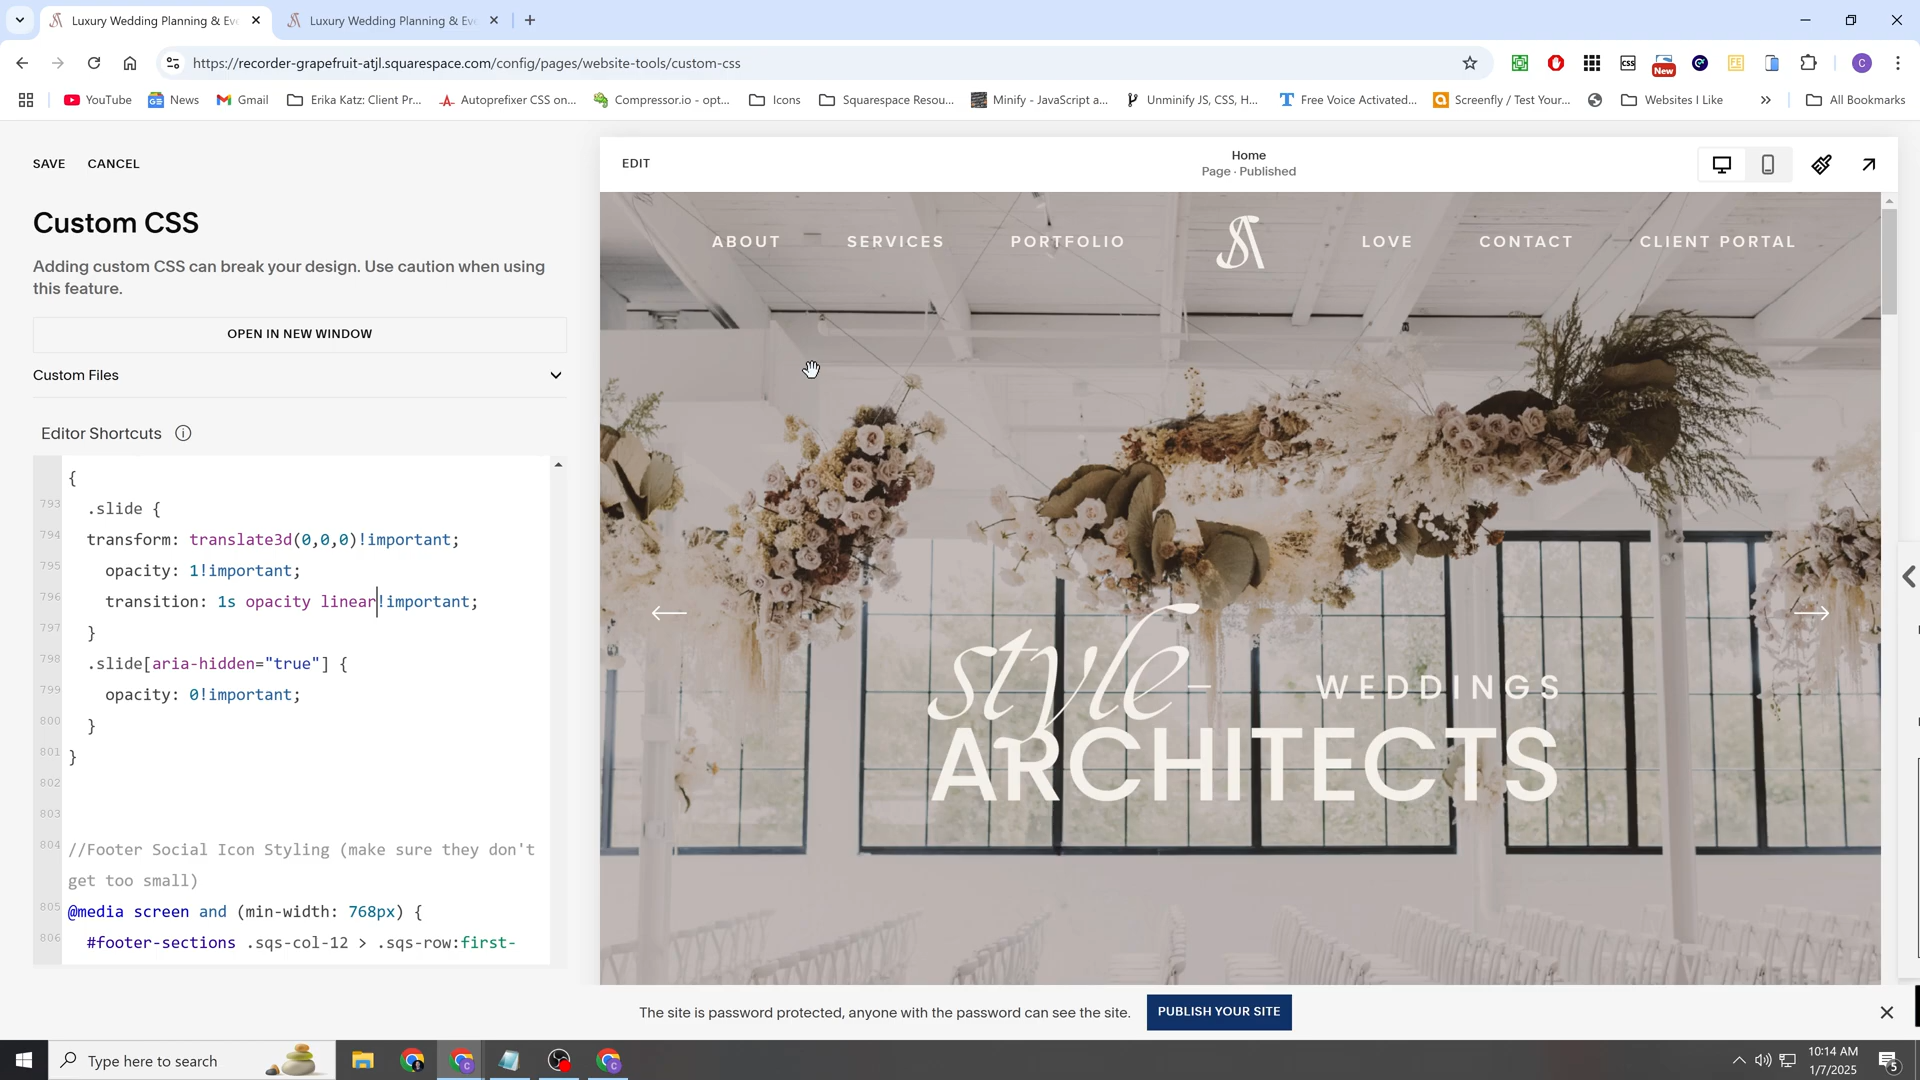 Luxury Wedding Planning & Eve
Luxury Wedding Planning & Eve
https://recorder-grapefruit-atjl.squarespace.com/config/pages/website-tools/custom-css
New
C
YouTube
News
Gmail
Erika Katz: Client Pr...
Autoprefixer CSS on...
Compressor.io - opt...
Icons
Squarespace Resou...
Minify - JavaScript a...
Unminify JS, CSS, H...
Free Voice Activated...
Screenfly / Test Your...
Websites I Like
All Bookmarks
SAVE CANCEL
EDIT
Home
Page · Published
Custom CSS
Adding custom CSS can break your design. Use caution when using
this feature.
OPEN IN NEW WINDOW
Custom Files
Editor Shortcuts
{
793 .slide {
794 transform: translate3d(0,0,0)!important;
795 opacity: 1!important;
796 transition: 1s opacity linear!important;
797 }
798 .slide[aria-hidden="true"] {
799 opacity: 0!important;
800 }
801 }
802
803
804 //Footer Social Icon Styling (make sure they don't
get too small)
805 @media screen and (min-width: 768px) {
806 #footer-sections .sqs-col-12 > .sqs-row:first-
ABOUT SERVICES PORTFOLIO LOVE CONTACT CLIENT PORTAL
style-
WEDDINGS
ARCHITECTS
The site is password protected, anyone with the password can see the site.
PUBLISH YOUR SITE
Type here to search
10:14 AM
1/7/2025
5